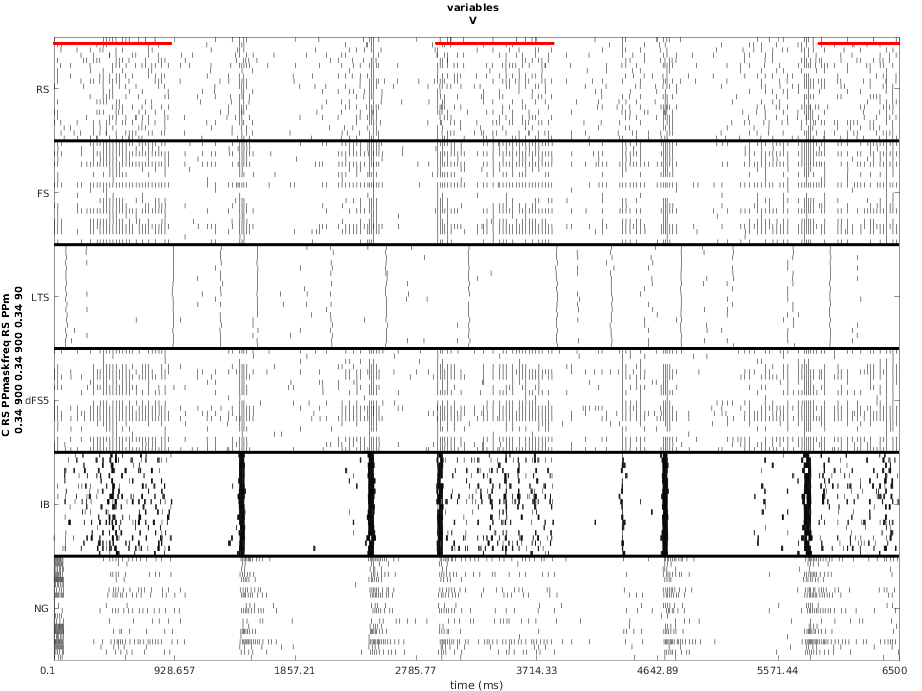 variables
V
RS
FS
LTS
dFS5
IB
NG
C RS PPmaskfreq RS PPm
0.34 900 0.34 900 0.34 90
0.1
928.657
1857.21
2785.77
3714.33
4642.89
5571.44
6500
time (ms)